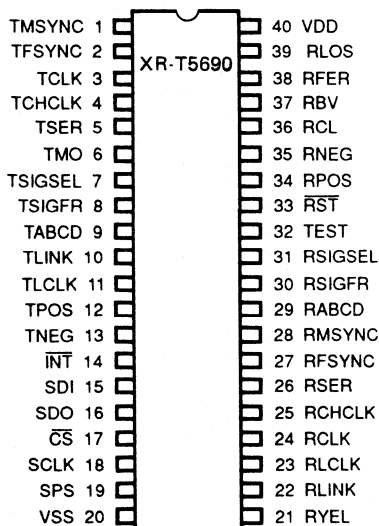 XR-T5690
TMSYNC 1
TFSYNC 2
TCLK 3
TCHCLK 4
TSER 5
TMO 6
TSIGSEL 7
TSIGFR 8
TABCD 9
TLINK 10
TLCLK 11
TPOS 12
TNEG 13
I̅N̅T̅ 14
SDI 15
SDO 16
C̅S̅ 17
SCLK 18
SPS 19
VSS 20
40 VDD
39 RLOS
38 RFER
37 RBV
36 RCL
35 RNEG
34 RPOS
33 R̅S̅T̅
32 TEST
31 RSIGSEL
30 RSIGFR
29 RABCD
28 RMSYNC
27 RFSYNC
26 RSER
25 RCHCLK
24 RCLK
23 RLCLK
22 RLINK
21 RYEL